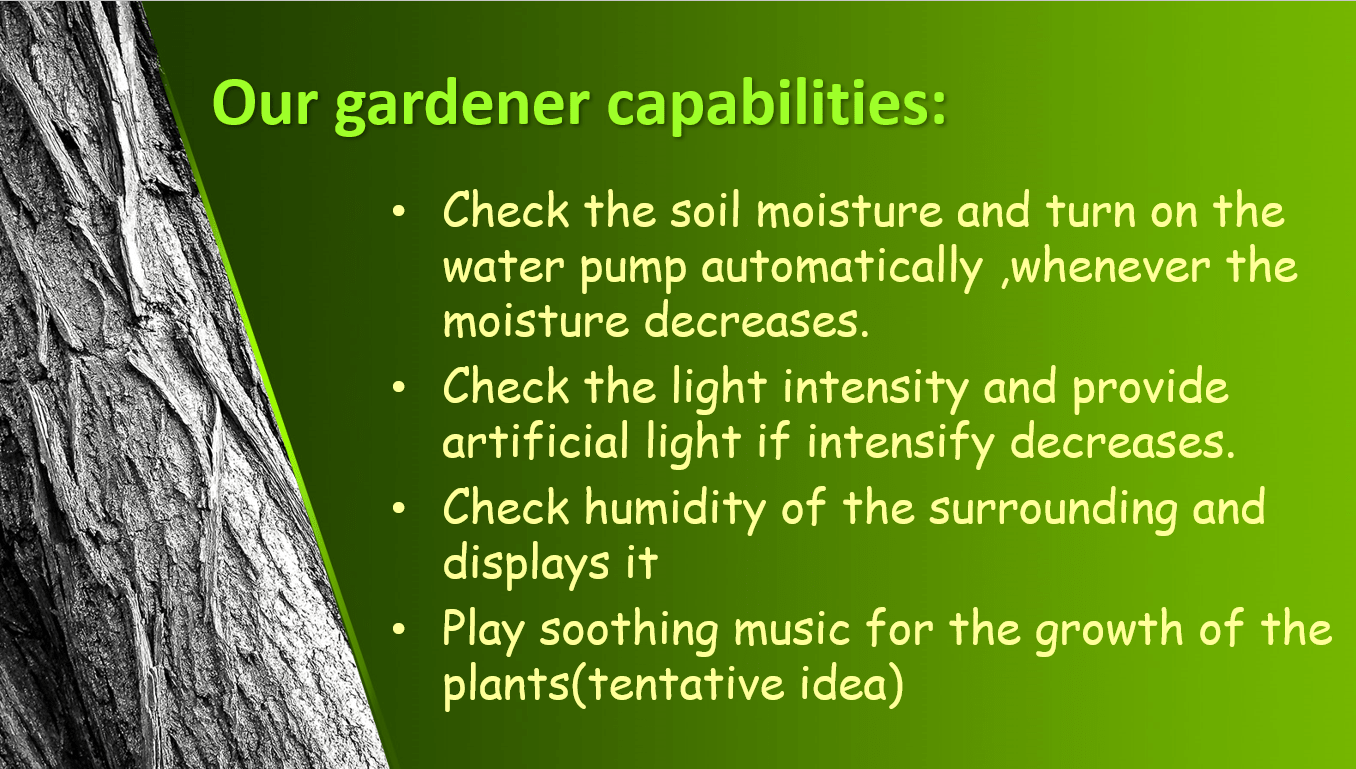 Our gardener capabilities:
• Check the soil moisture and turn on the
water pump automatically ,whenever the
moisture decreases.
• Check the light intensity and provide
artificial light if intensify decreases.
• Check humidity of the surrounding and
displays it
• Play soothing music for the growth of the
plants(tentative idea)